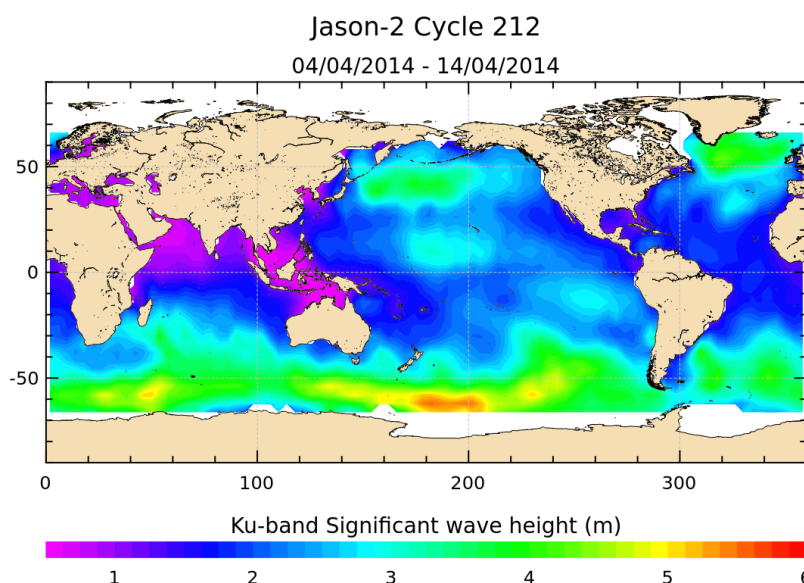 Jason-2 Cycle 212
04/04/2014 - 14/04/2014
50
0
-50
0 100 200 300
Ku-band Significant wave height (m)
1 2 3 4 5 6